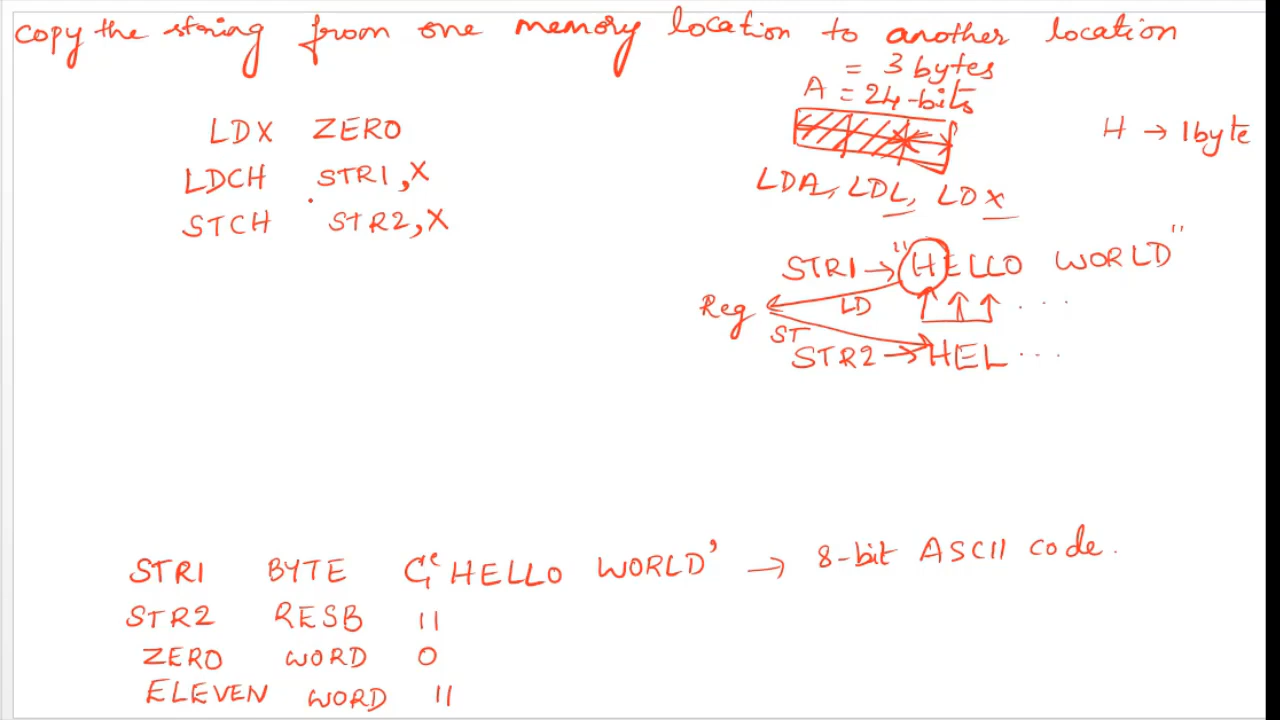 copy the string from one memory location to another location
= 3 bytes
A = 24-bits
LDX ZERO
H → 1byte
LDCH STR1,X
LDA, LDL, LDX
STCH STR2,X
STR1 → "HELLO WORLD"
Reg LD ...
ST
STR2 → HEL ...
STR1 BYTE C'HELLO WORLD' → 8-bit ASCII code.
STR2 RESB 11
ZERO WORD 0
ELEVEN WORD 11